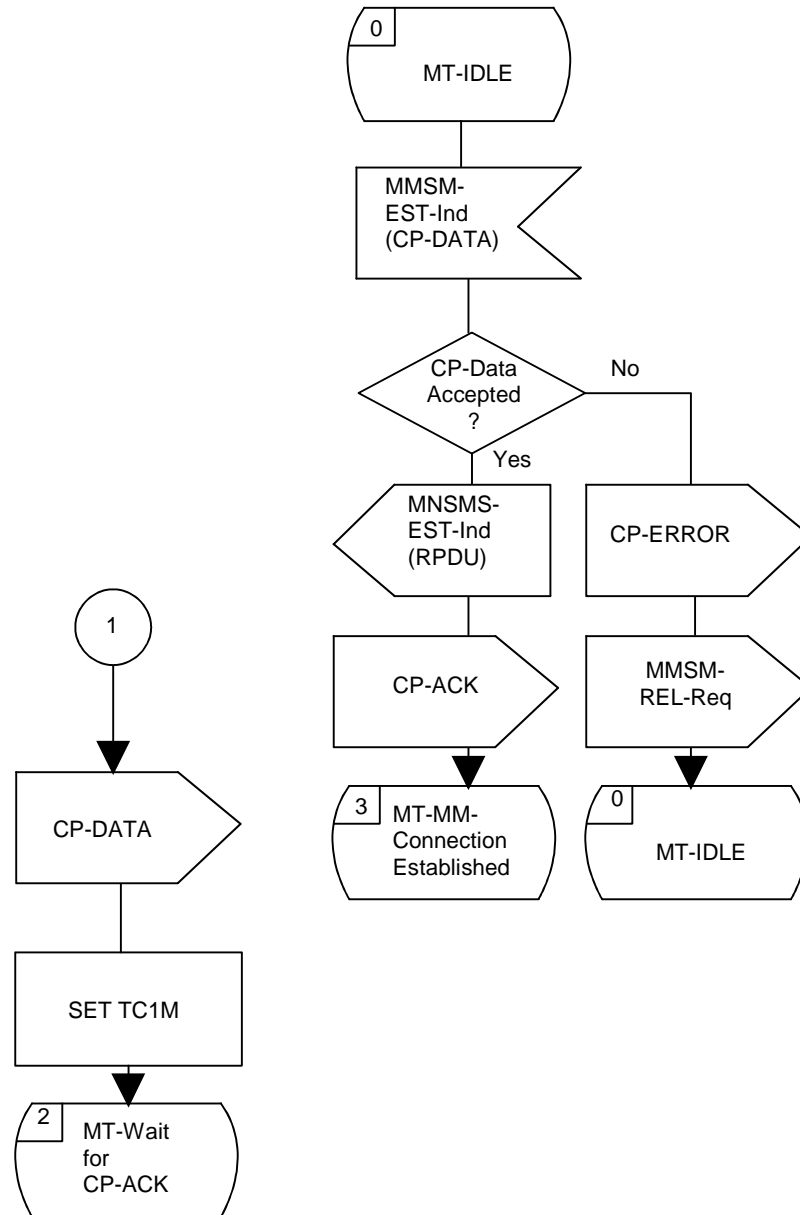 0
MT-IDLE
MMSM-
EST-Ind
(CP-DATA)
CP-Data
Accepted
?
No
Yes
MNSMS-
EST-Ind
(RPDU)
CP-ERROR
1
CP-ACK
MMSM-
REL-Req
CP-DATA
3
MT-MM-
Connection
Established
0
MT-IDLE
SET TC1M
2
MT-Wait
for
CP-ACK